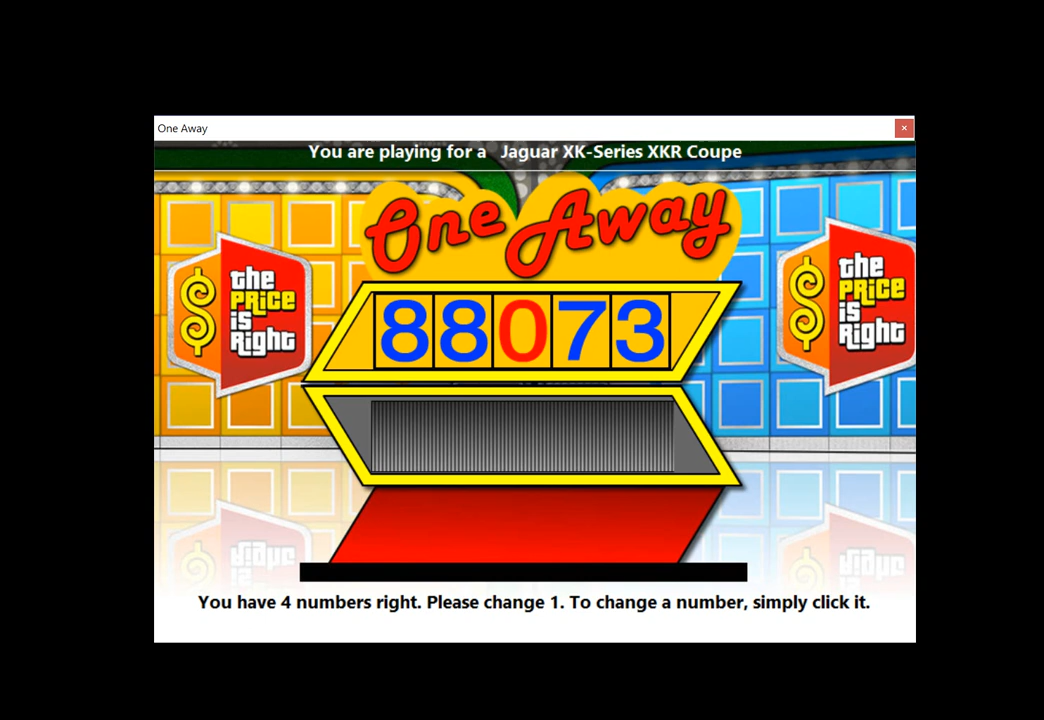 One Away
You are playing for a Jaguar XK-Series XKR Coupe
One Away
the
PRiCE
is
Right
the
PRiCE
is
Right
88073
You have 4 numbers right. Please change 1. To change a number, simply click it.